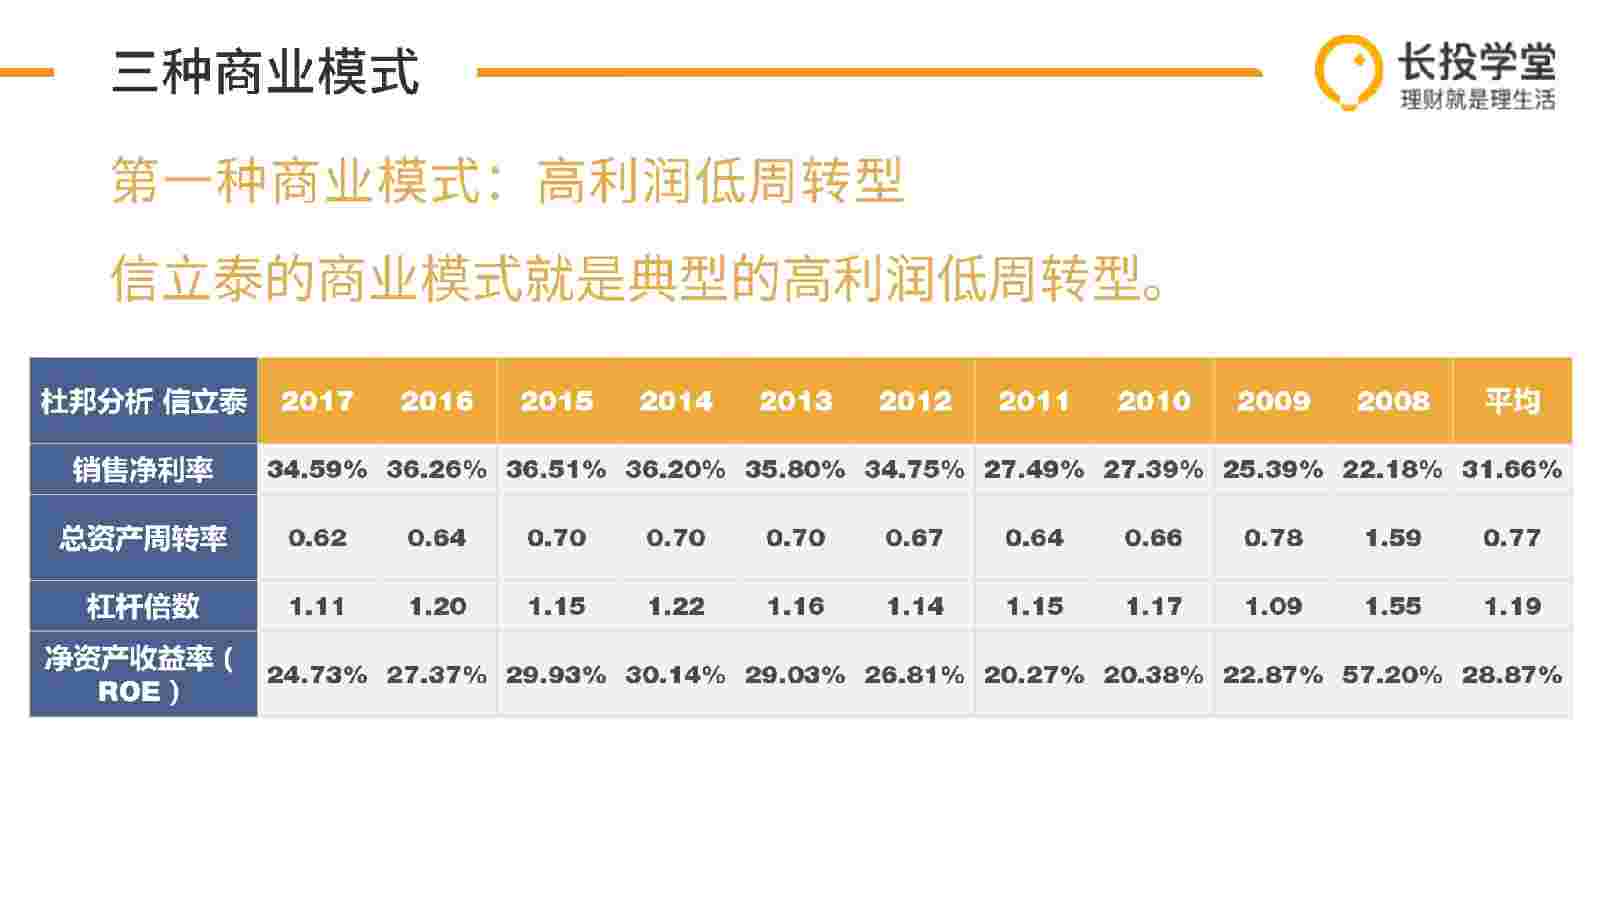 三种商业模式
长投学堂
理财就是理生活
第一种商业模式：高利润低周转型
信立泰的商业模式就是典型的高利润低周转型。
杜邦分析 信立泰 2017 2016 2015 2014 2013 2012 2011 2010 2009 2008 平均
销售净利率 34.59% 36.26% 36.51% 36.20% 35.80% 34.75% 27.49% 27.39% 25.39% 22.18% 31.66%
总资产周转率 0.62 0.64 0.70 0.70 0.70 0.67 0.64 0.66 0.78 1.59 0.77
杠杆倍数 1.11 1.20 1.15 1.22 1.16 1.14 1.15 1.17 1.09 1.55 1.19
净资产收益率（
ROE） 24.73% 27.37% 29.93% 30.14% 29.03% 26.81% 20.27% 20.38% 22.87% 57.20% 28.87%